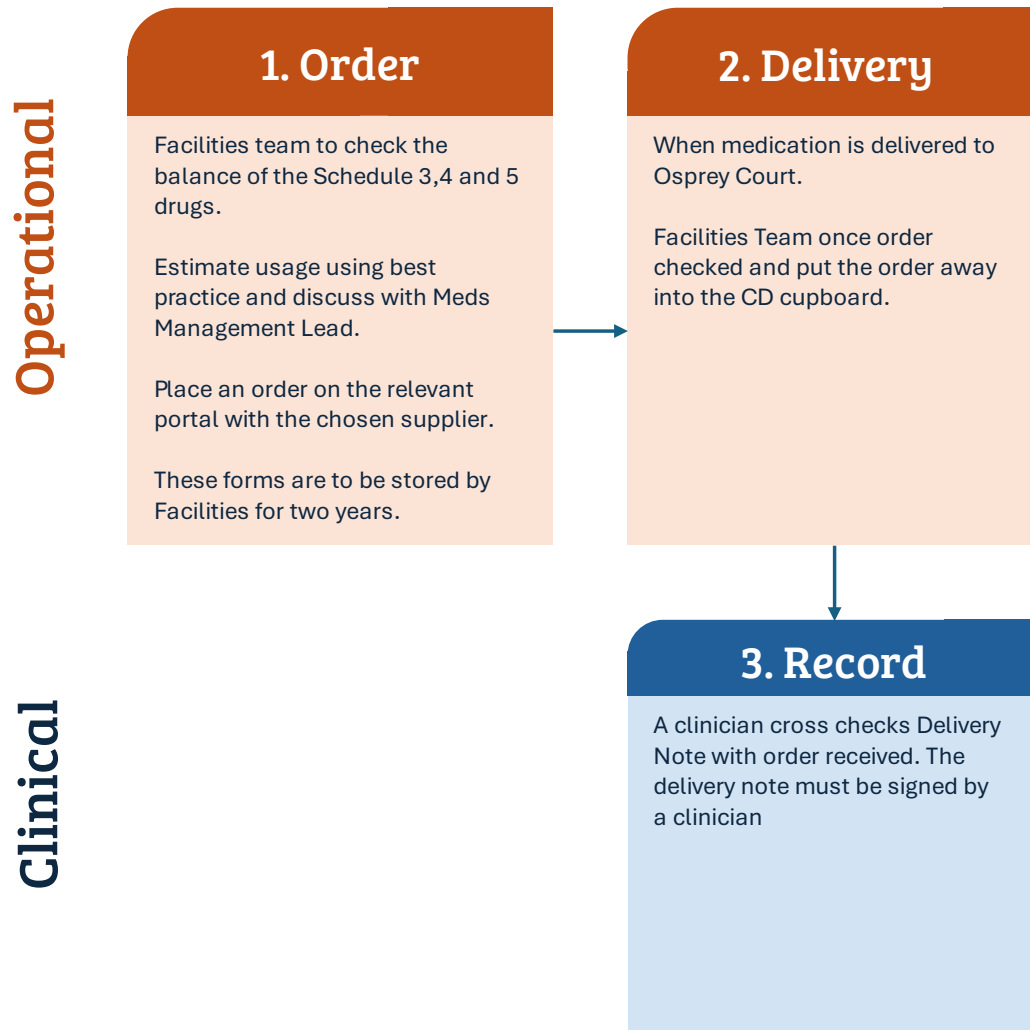 Operational
1. Order
Facilities team to check the
balance of the Schedule 3,4 and 5
drugs.
Estimate usage using best
practice and discuss with Meds
Management Lead.
Place an order on the relevant
portal with the chosen supplier.
These forms are to be stored by
Facilities for two years.
2. Delivery
When medication is delivered to
Osprey Court.
Facilities Team once order
checked and put the order away
into the CD cupboard.
Clinical
3. Record
A clinician cross checks Delivery
Note with order received. The
delivery note must be signed by
a clinician